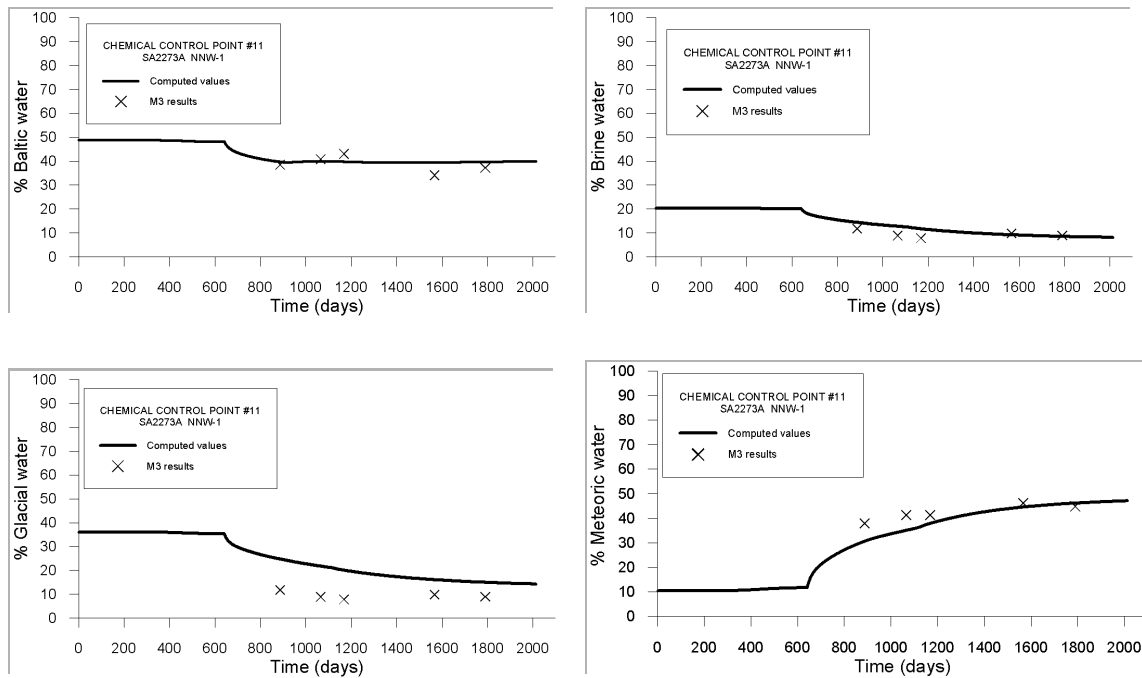 % Baltic water
100
90
80
70
60
50
40
30
20
10
0
CHEMICAL CONTROL POINT #11
SA2273A NNW-1
Computed values
M3 results
0 200 400 600 800 1000 1200 1400 1600 1800 2000
Time (days)
% Brine water
100
90
80
70
60
50
40
30
20
10
0
CHEMICAL CONTROL POINT #11
SA2273A NNW-1
Computed values
M3 results
0 200 400 600 800 1000 1200 1400 1600 1800 2000
Time (days)
% Glacial water
100
90
80
70
60
50
40
30
20
10
0
CHEMICAL CONTROL POINT #11
SA2273A NNW-1
Computed values
M3 results
0 200 400 600 800 1000 1200 1400 1600 1800 2000
Time (days)
% Meteoric water
100
90
80
70
60
50
40
30
20
10
0
CHEMICAL CONTROL POINT #11
SA2273A NNW-1
Computed values
M3 results
0 200 400 600 800 1000 1200 1400 1600 1800 2000
Time (days)